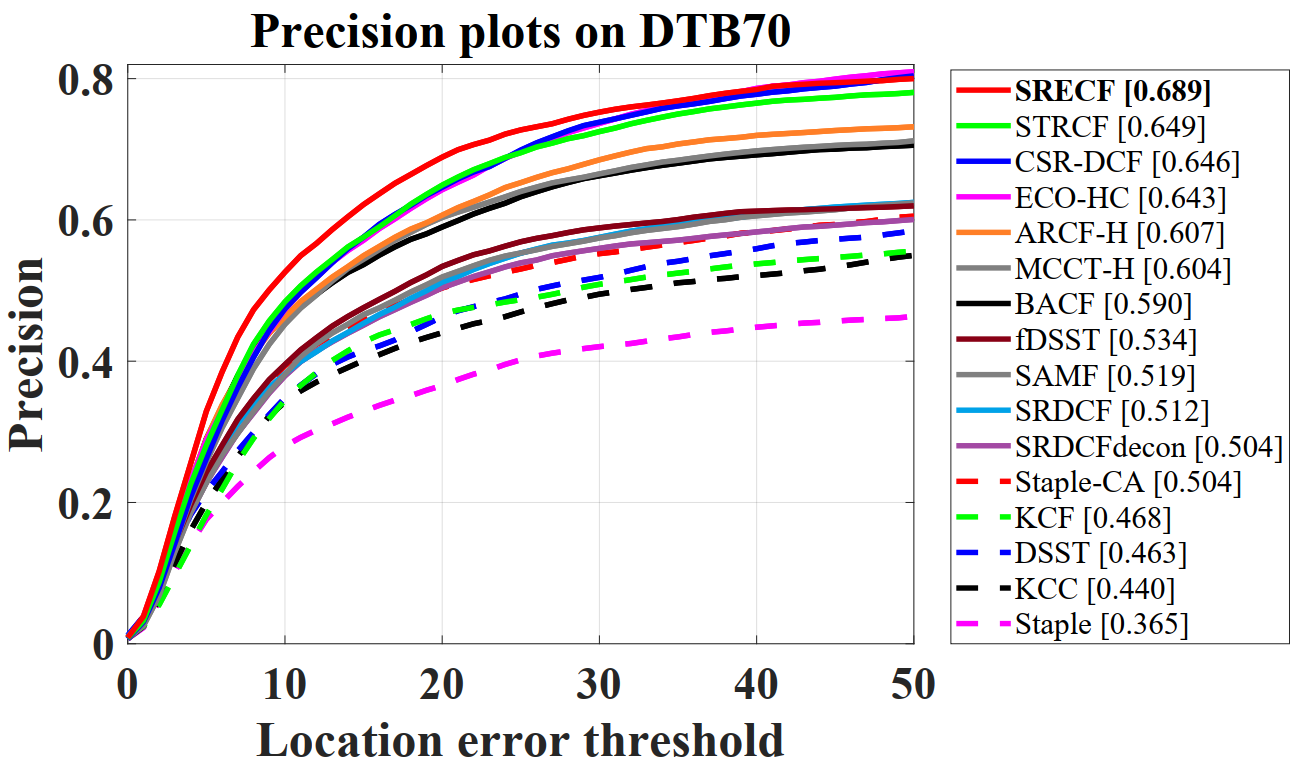 Precision plots on DTB70
Precision
0.8
0.6
0.4
0.2
0
0 10 20 30 40 50
Location error threshold
SRECF [0.689]
STRCF [0.649]
CSR-DCF [0.646]
ECO-HC [0.643]
ARCF-H [0.607]
MCCT-H [0.604]
BACF [0.590]
fDSST [0.534]
SAMF [0.519]
SRDCF [0.512]
SRDCFdecon [0.504]
Staple-CA [0.504]
KCF [0.468]
DSST [0.463]
KCC [0.440]
Staple [0.365]